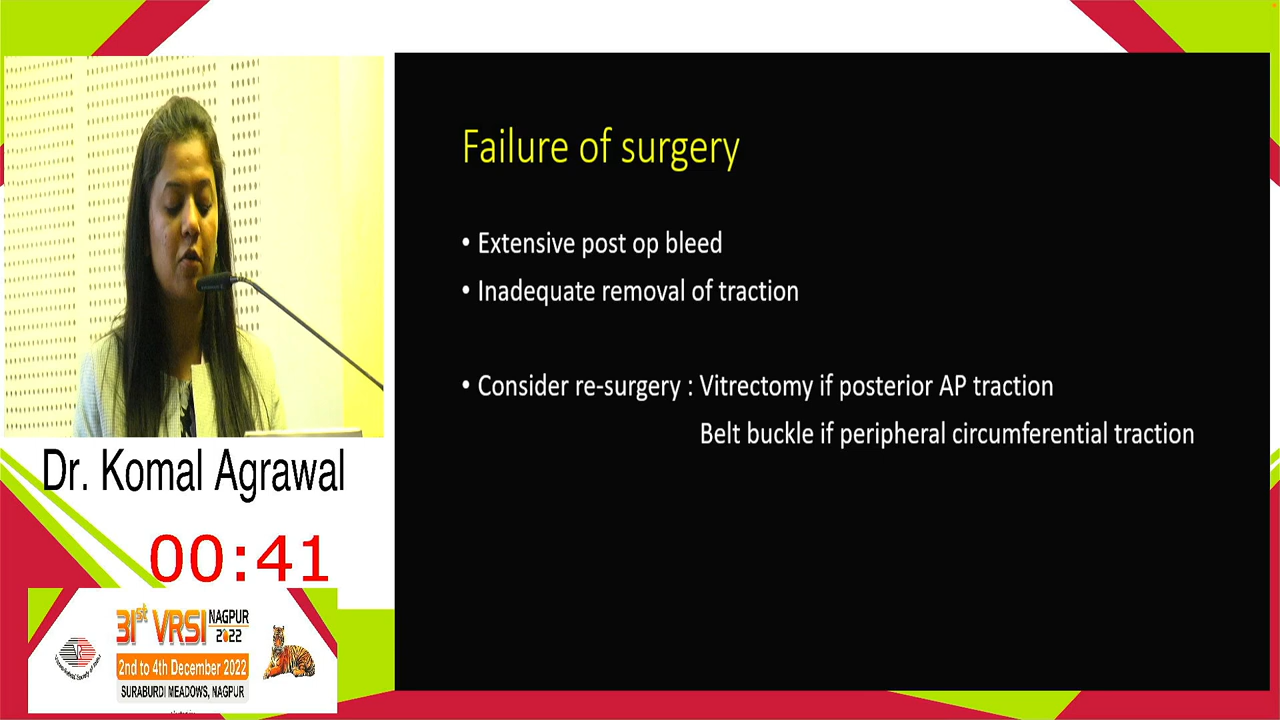 Failure of surgery
• Extensive post op bleed
• Inadequate removal of traction
• Consider re-surgery : Vitrectomy if posterior AP traction
Belt buckle if peripheral circumferential traction
Dr. Komal Agrawal
00:41
31st VRSI NAGPUR 2022
2nd to 4th December 2022
SURABURDI MEADOWS, NAGPUR